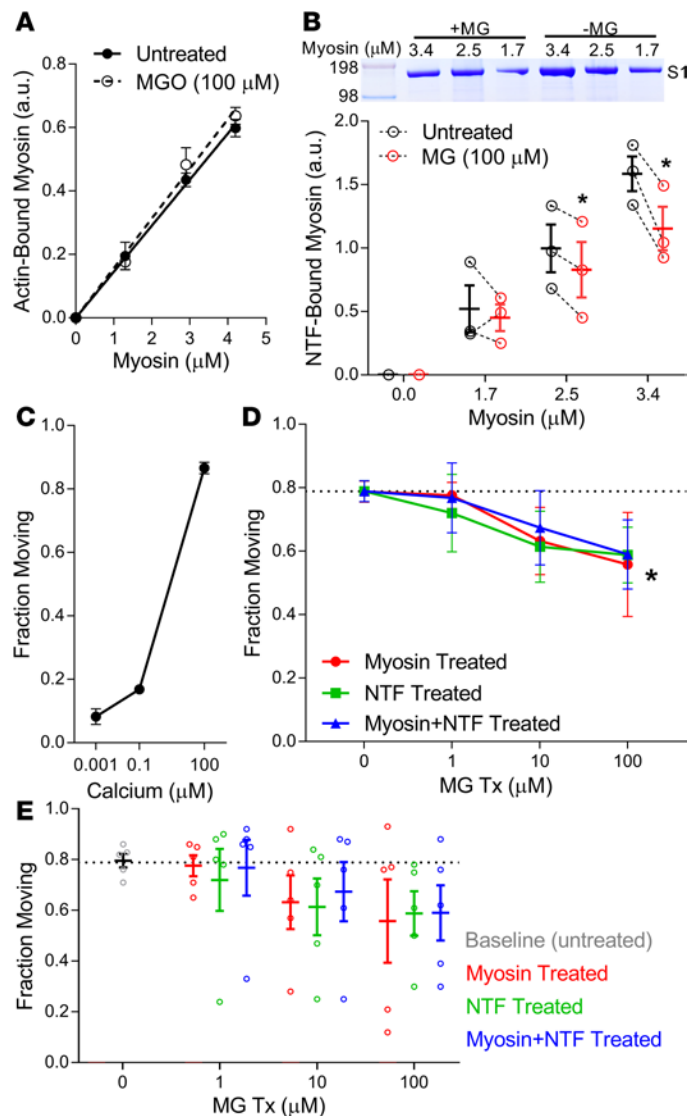 A
Untreated
MGO (100 μM)
Actin-Bound Myosin (a.u.)
0.8
0.6
0.4
0.2
0.0
0 1 2 3 4 5
Myosin (μM)
B
+MG -MG
Myosin (μM) 3.4 2.5 1.7 3.4 2.5 1.7
198
98
S1
Untreated
MG (100 μM)
NTF-Bound Myosin (a.u.)
2.0
1.5
1.0
0.5
0.0
* *
0.0 1.7 2.5 3.4
Myosin (μM)
C
Fraction Moving
1.0
0.8
0.6
0.4
0.2
0.0
0.001 0.1 100
Calcium (μM)
D
Fraction Moving
1.0
0.8
0.6
0.4
0.2
0.0
*
Myosin Treated
NTF Treated
Myosin+NTF Treated
0 1 10 100
MG Tx (μM)
E
Fraction Moving
1.0
0.8
0.6
0.4
0.2
0.0
0 1 10 100
MG Tx (μM)
Baseline (untreated)
Myosin Treated
NTF Treated
Myosin+NTF Treated